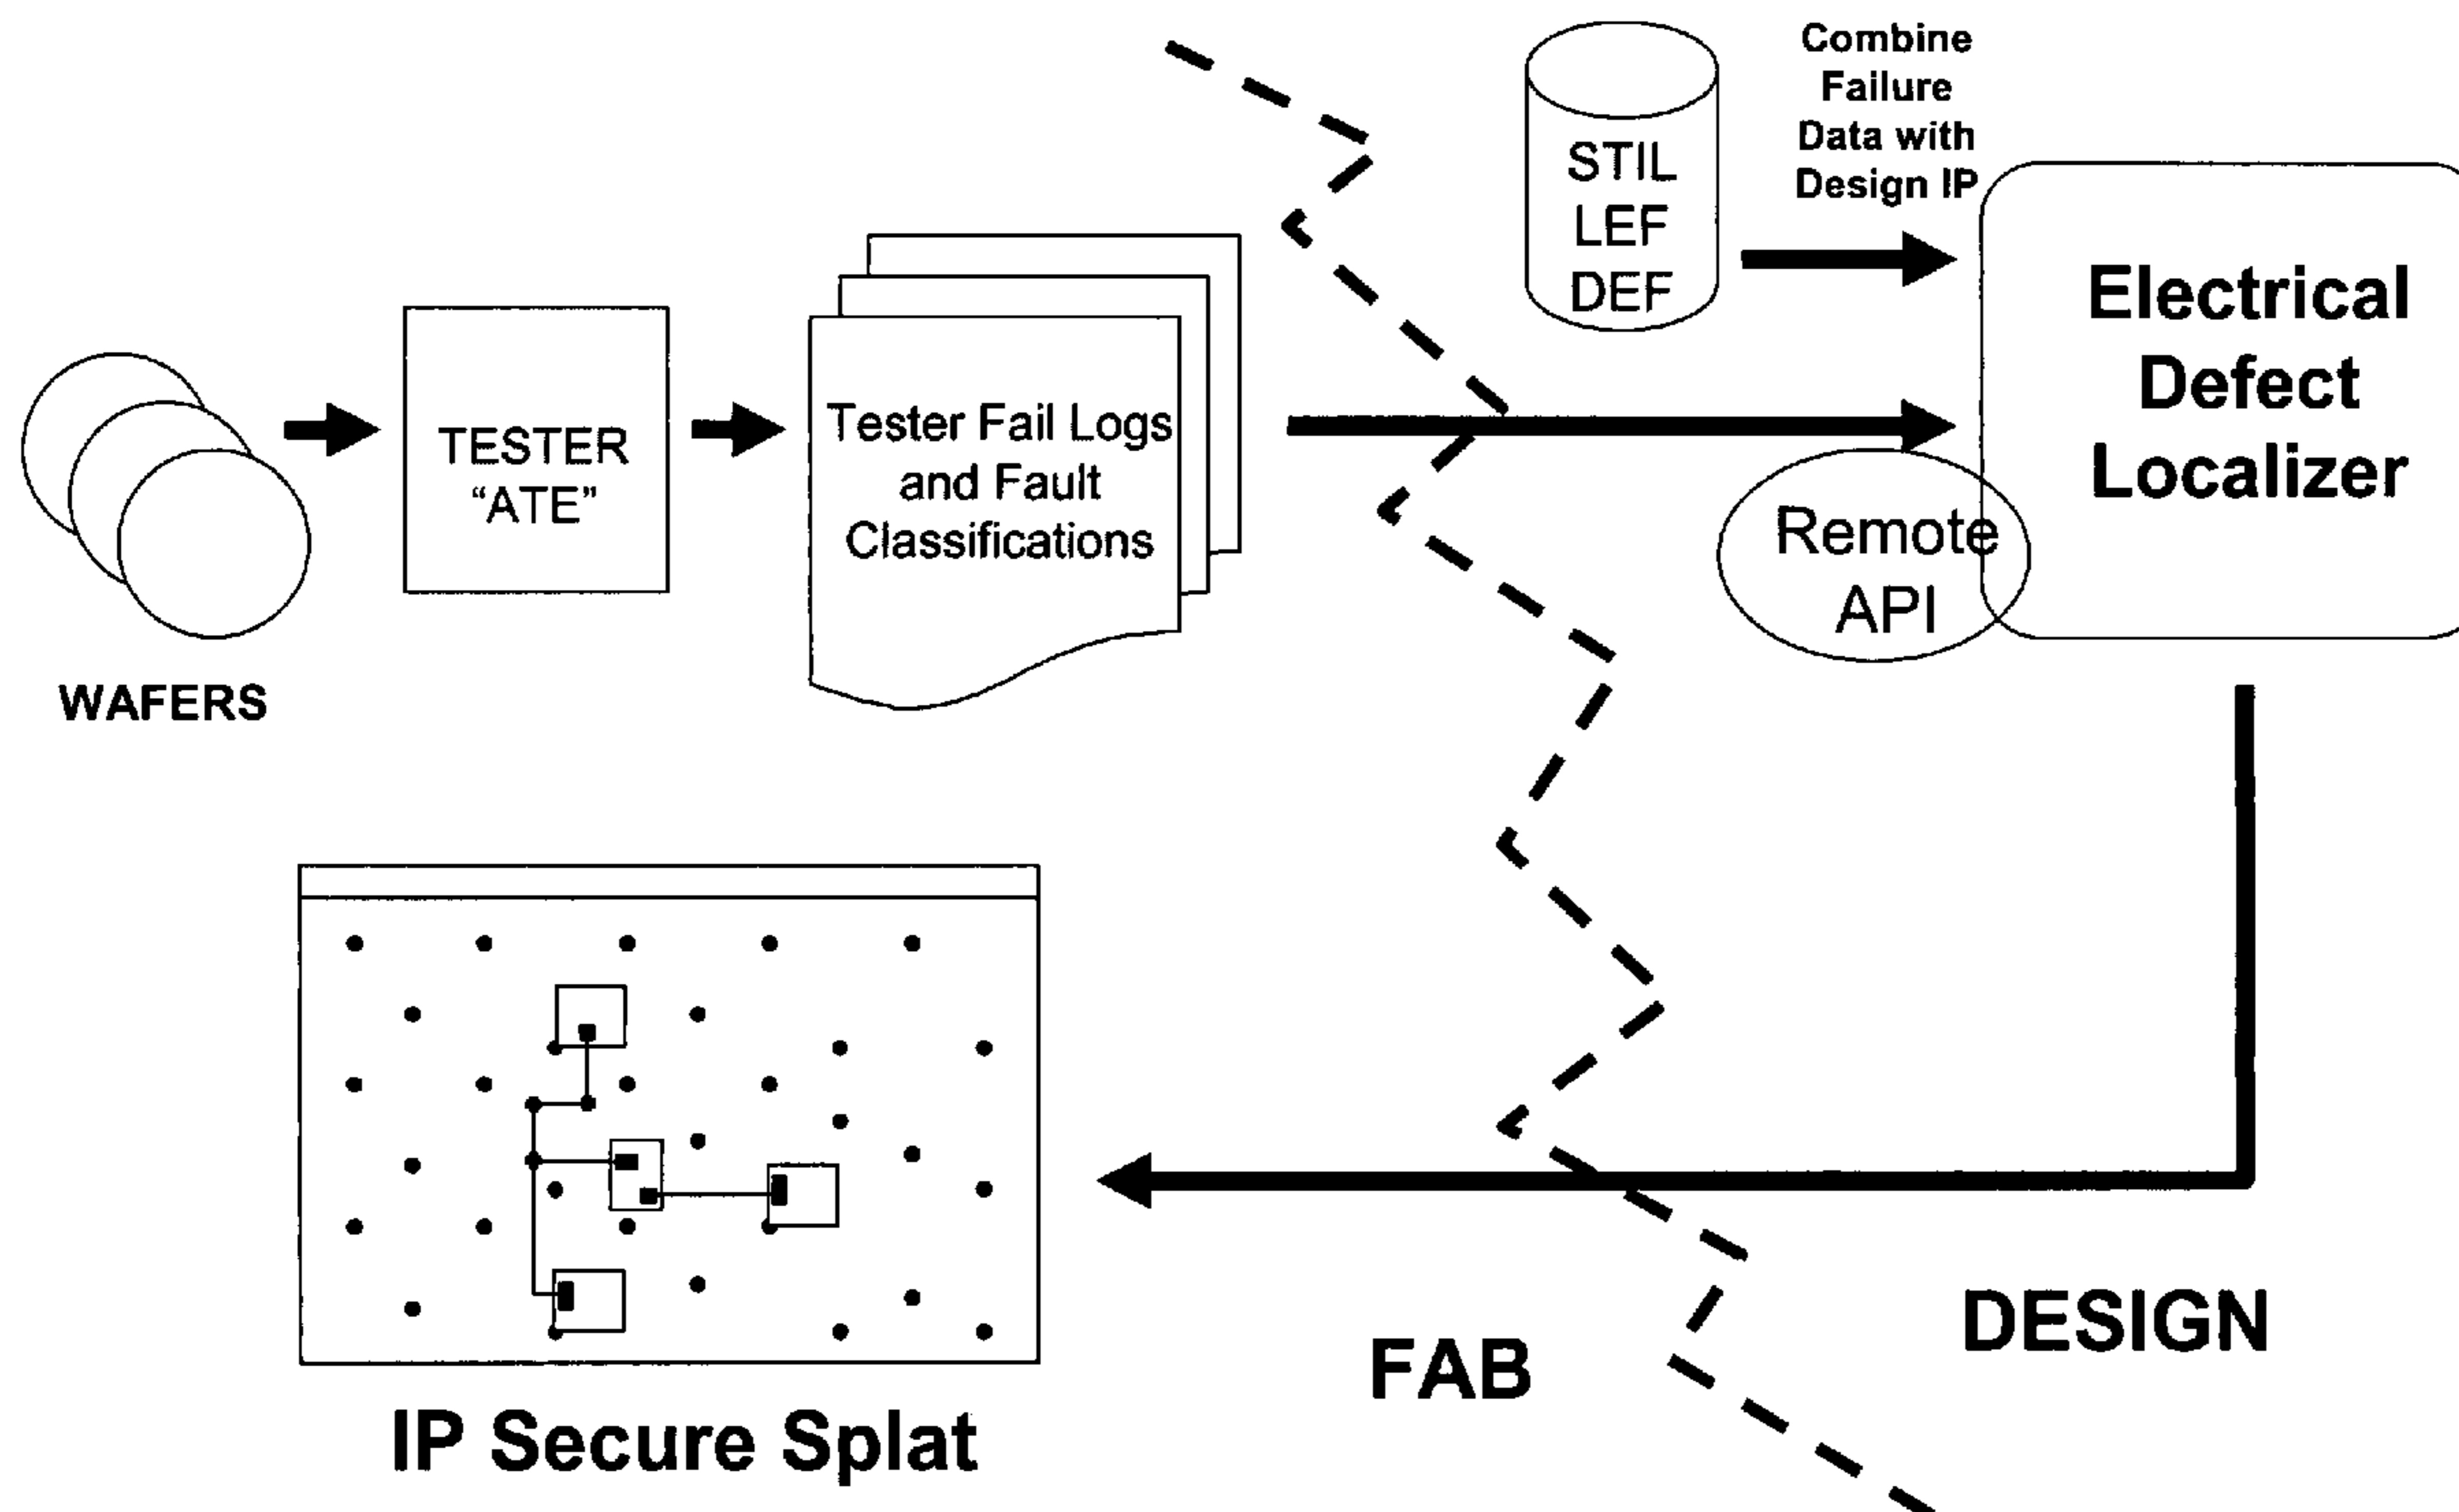 WAFERS
TESTER
“ATE”
Tester Fail Logs
and Fault
Classifications
STIL
LEF
DEF
Combine
Failure
Data with
Design IP
Electrical
Defect
Localizer
Remote
API
IP Secure Splat
FAB
DESIGN